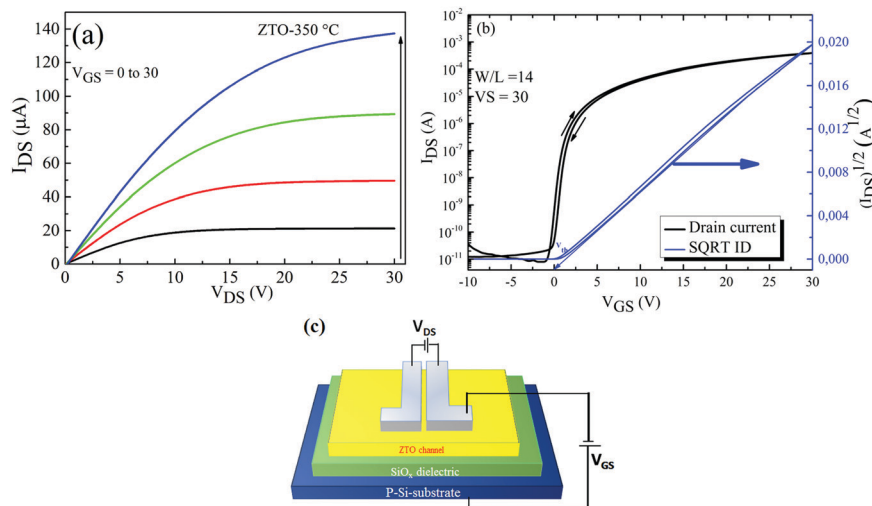 (a)
ZTO-350 °C
V_GS = 0 to 30
140
120
100
80
60
40
20
0
I_DS (μA)
0 5 10 15 20 25 30
V_DS (V)
(b)
W/L =14
VS = 30
10^-3
10^-2
10^-4
10^-5
10^-6
10^-7
10^-8
10^-9
10^-10
10^-11
I_DS (A)
V_th
Drain current
SQRT ID
-10 -5 0 5 10 15 20 25 30
V_GS (V)
0,020
0,016
0,012
0,008
0,004
0,000
(I_DS)^1/2 (A^1/2)
(c)
V_DS
V_GS
ZTO channel
SiO_x dielectric
P-Si-substrate